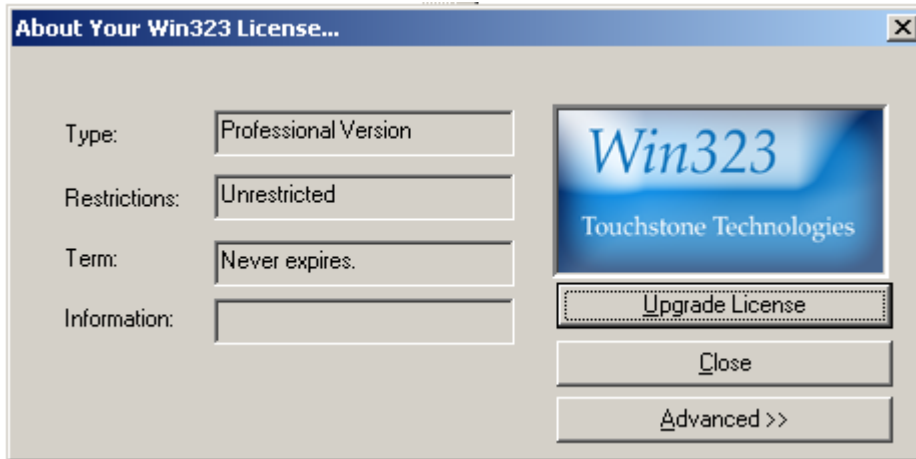 About Your Win323 License...
Type:
Professional Version
Restrictions:
Unrestricted
Term:
Never expires.
Information:
Win323
Touchstone Technologies
Upgrade License
Close
Advanced >>